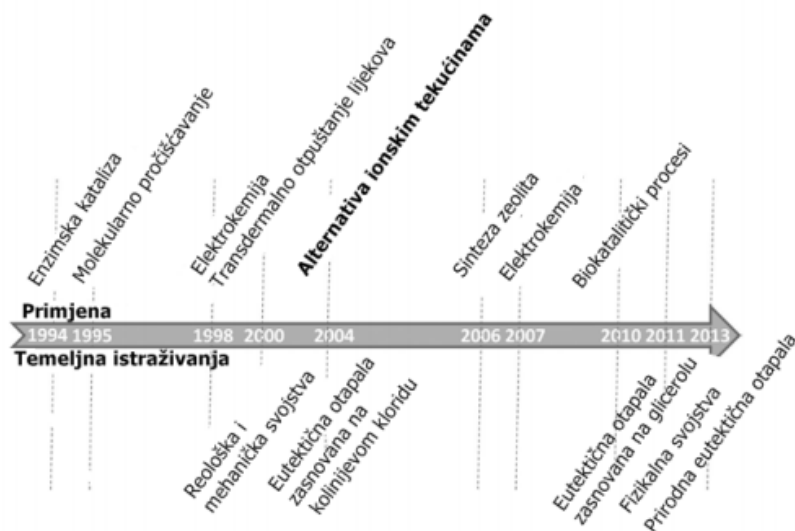 Enzimska kataliza
Molekularno pročišćavanje
Elektrokemija
Transdermalno otpuštanje lijekova
Alternativa ionskim tekućinama
Sinteza zeolita
Elektrokemija
Biokatalitički procesi
Primjena
1994 1995 1998 2000 2004 2006 2007 2010 2011 2013
Temeljna istraživanja
Reološka i
mehanička svojstva
Eutektična otapala
zasnovana na
kolinijevom kloridu
Eutektična otapala
zasnovana na glicerolu
Fizikalna svojstva
Prirodna eutektična otapala